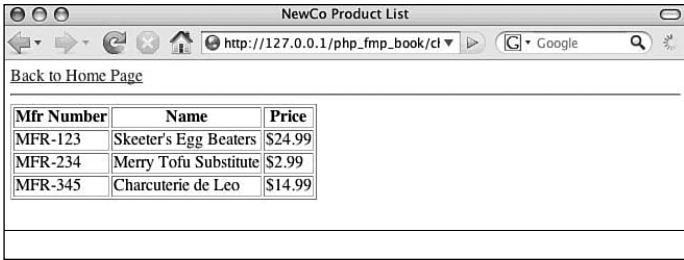 NewCo Product List
http://127.0.0.1/php_fmp_book/cl
G Google
Back to Home Page
Mfr Number Name Price
MFR-123 Skeeter's Egg Beaters $24.99
MFR-234 Merry Tofu Substitute $2.99
MFR-345 Charcuterie de Leo $14.99